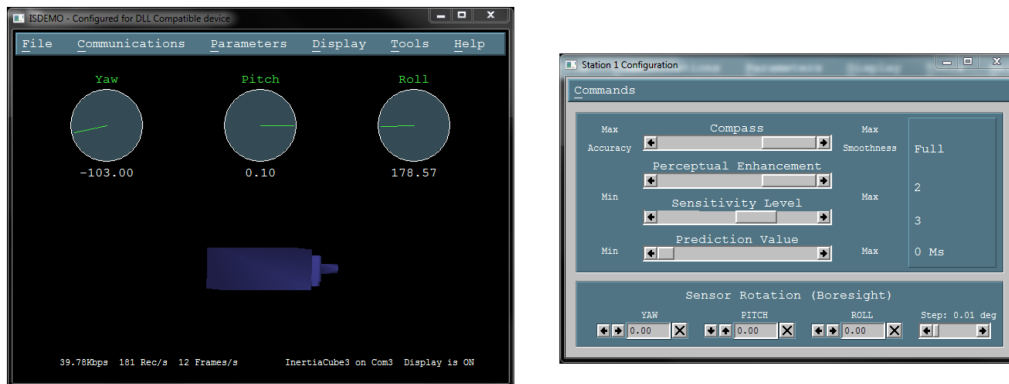 ISDEMO - Configured for DLL Compatible device
File Communications Parameters Display Tools Help
Yaw Pitch Roll
-103.00 0.10 178.57
39.78Kbps 181 Rec/s 12 Frames/s InertiaCube3 on Com3 Display is ON
Station 1 Configuration
Commands
Max Accuracy Compass Max Smoothness Full
Perceptual Enhancement
2
Min Sensitivity Level Max
3
Prediction Value
Min Max 0 Ms
Sensor Rotation (Boresight)
YAW PITCH ROLL Step: 0.01 deg
0.00 X 0.00 X 0.00 X